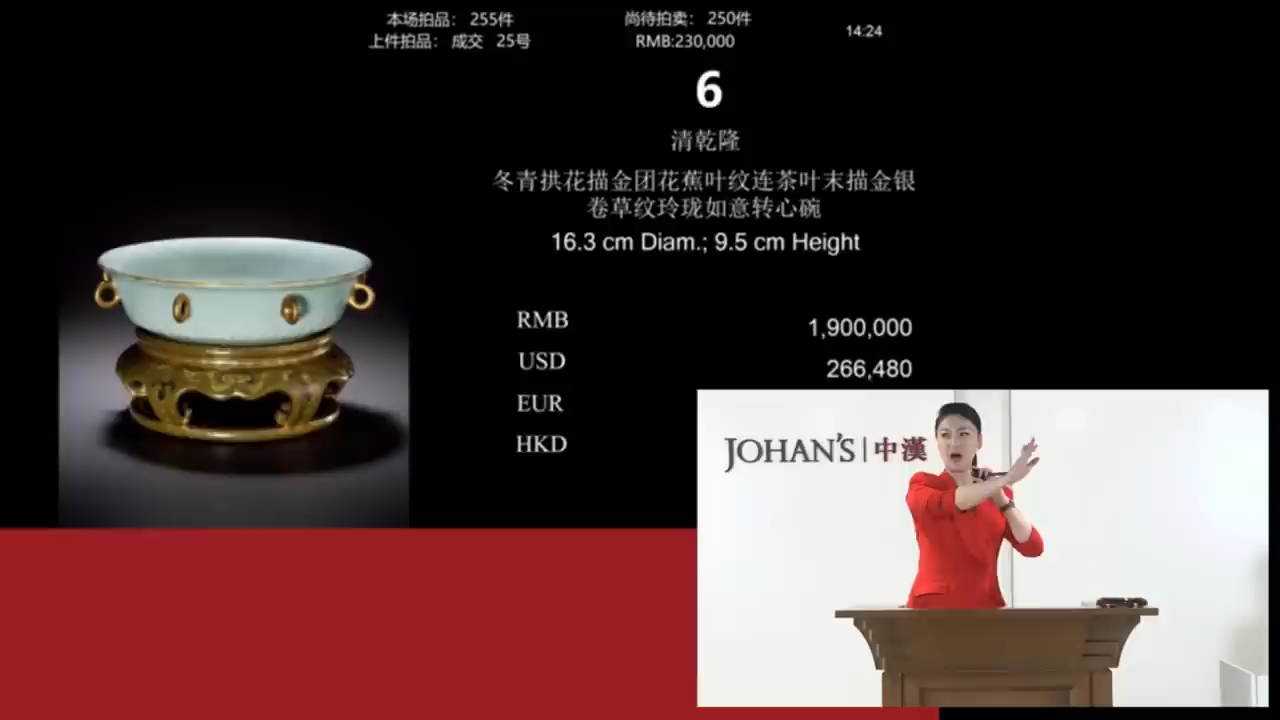 本场拍品： 255件
尚待拍卖： 250件
上件拍品： 成交 25号
RMB:230,000
14:24
6
清乾隆
冬青拱花描金团花蕉叶纹连茶叶末描金银
卷草纹玲珑如意转心碗
16.3 cm Diam.; 9.5 cm Height
RMB 1,900,000
USD 266,480
EUR
HKD
JOHAN'S | 中漢